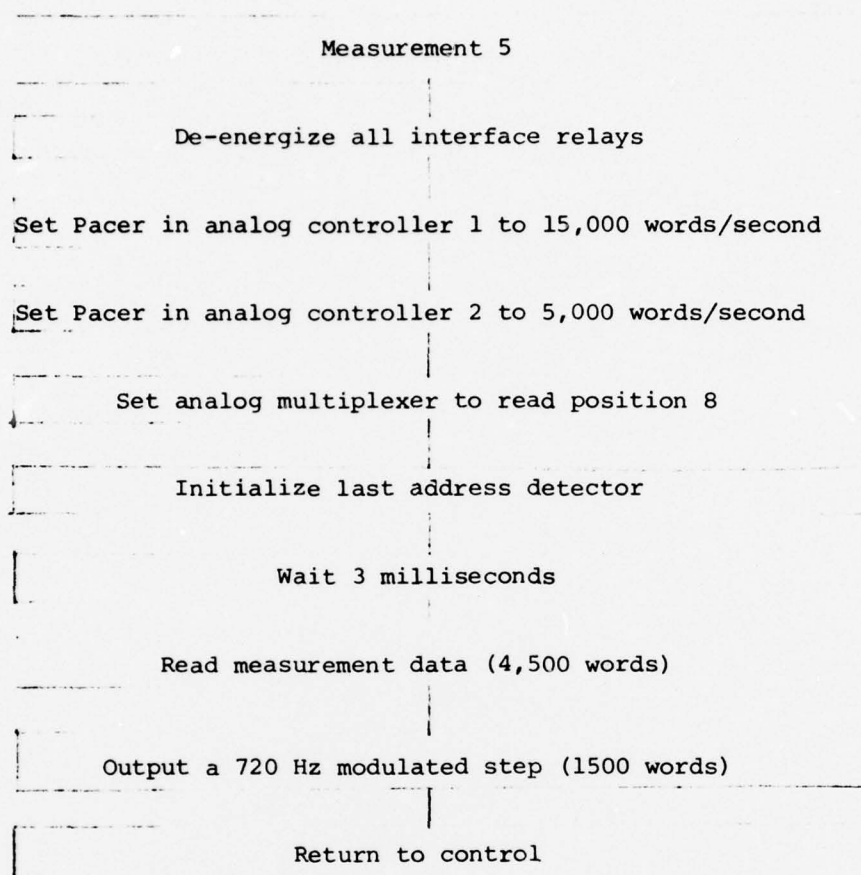 Measurement 5
De-energize all interface relays
Set Pacer in analog controller 1 to 15,000 words/second
Set Pacer in analog controller 2 to 5,000 words/second
Set analog multiplexer to read position 8
Initialize last address detector
Wait 3 milliseconds
Read measurement data (4,500 words)
Output a 720 Hz modulated step (1500 words)
Return to control